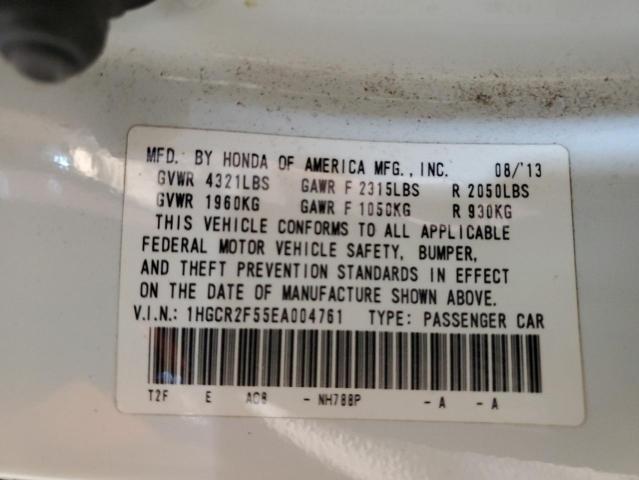 MFD. BY HONDA OF AMERICA MFG., INC. 08/'13
GVWR 4321LBS GAWR F 2315LBS R 2050LBS
GVWR 1960KG GAWR F 1050KG R 930KG
THIS VEHICLE CONFORMS TO ALL APPLICABLE
FEDERAL MOTOR VEHICLE SAFETY, BUMPER,
AND THEFT PREVENTION STANDARDS IN EFFECT
ON THE DATE OF MANUFACTURE SHOWN ABOVE.
V.I.N.: 1HGCR2F55EA004761 TYPE: PASSENGER CAR
T2F E AC8 - NH788P - A - A